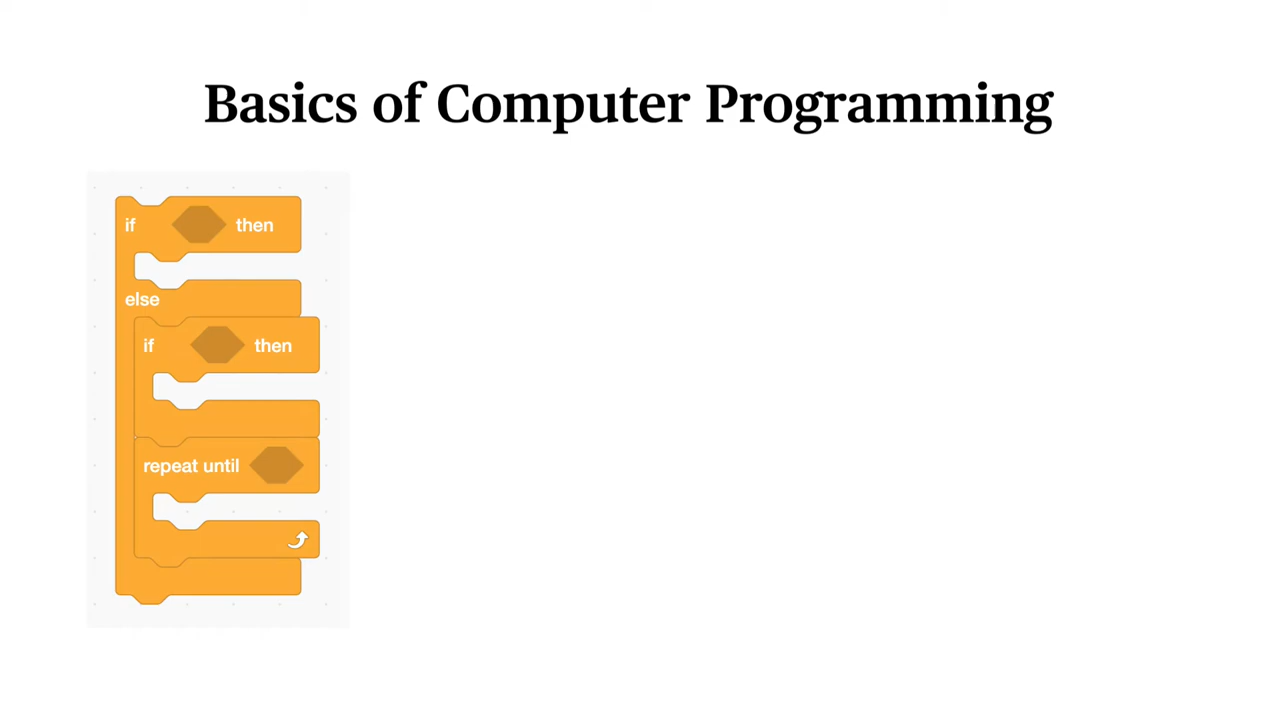 Basics of Computer Programming
if then
else
if then
repeat until